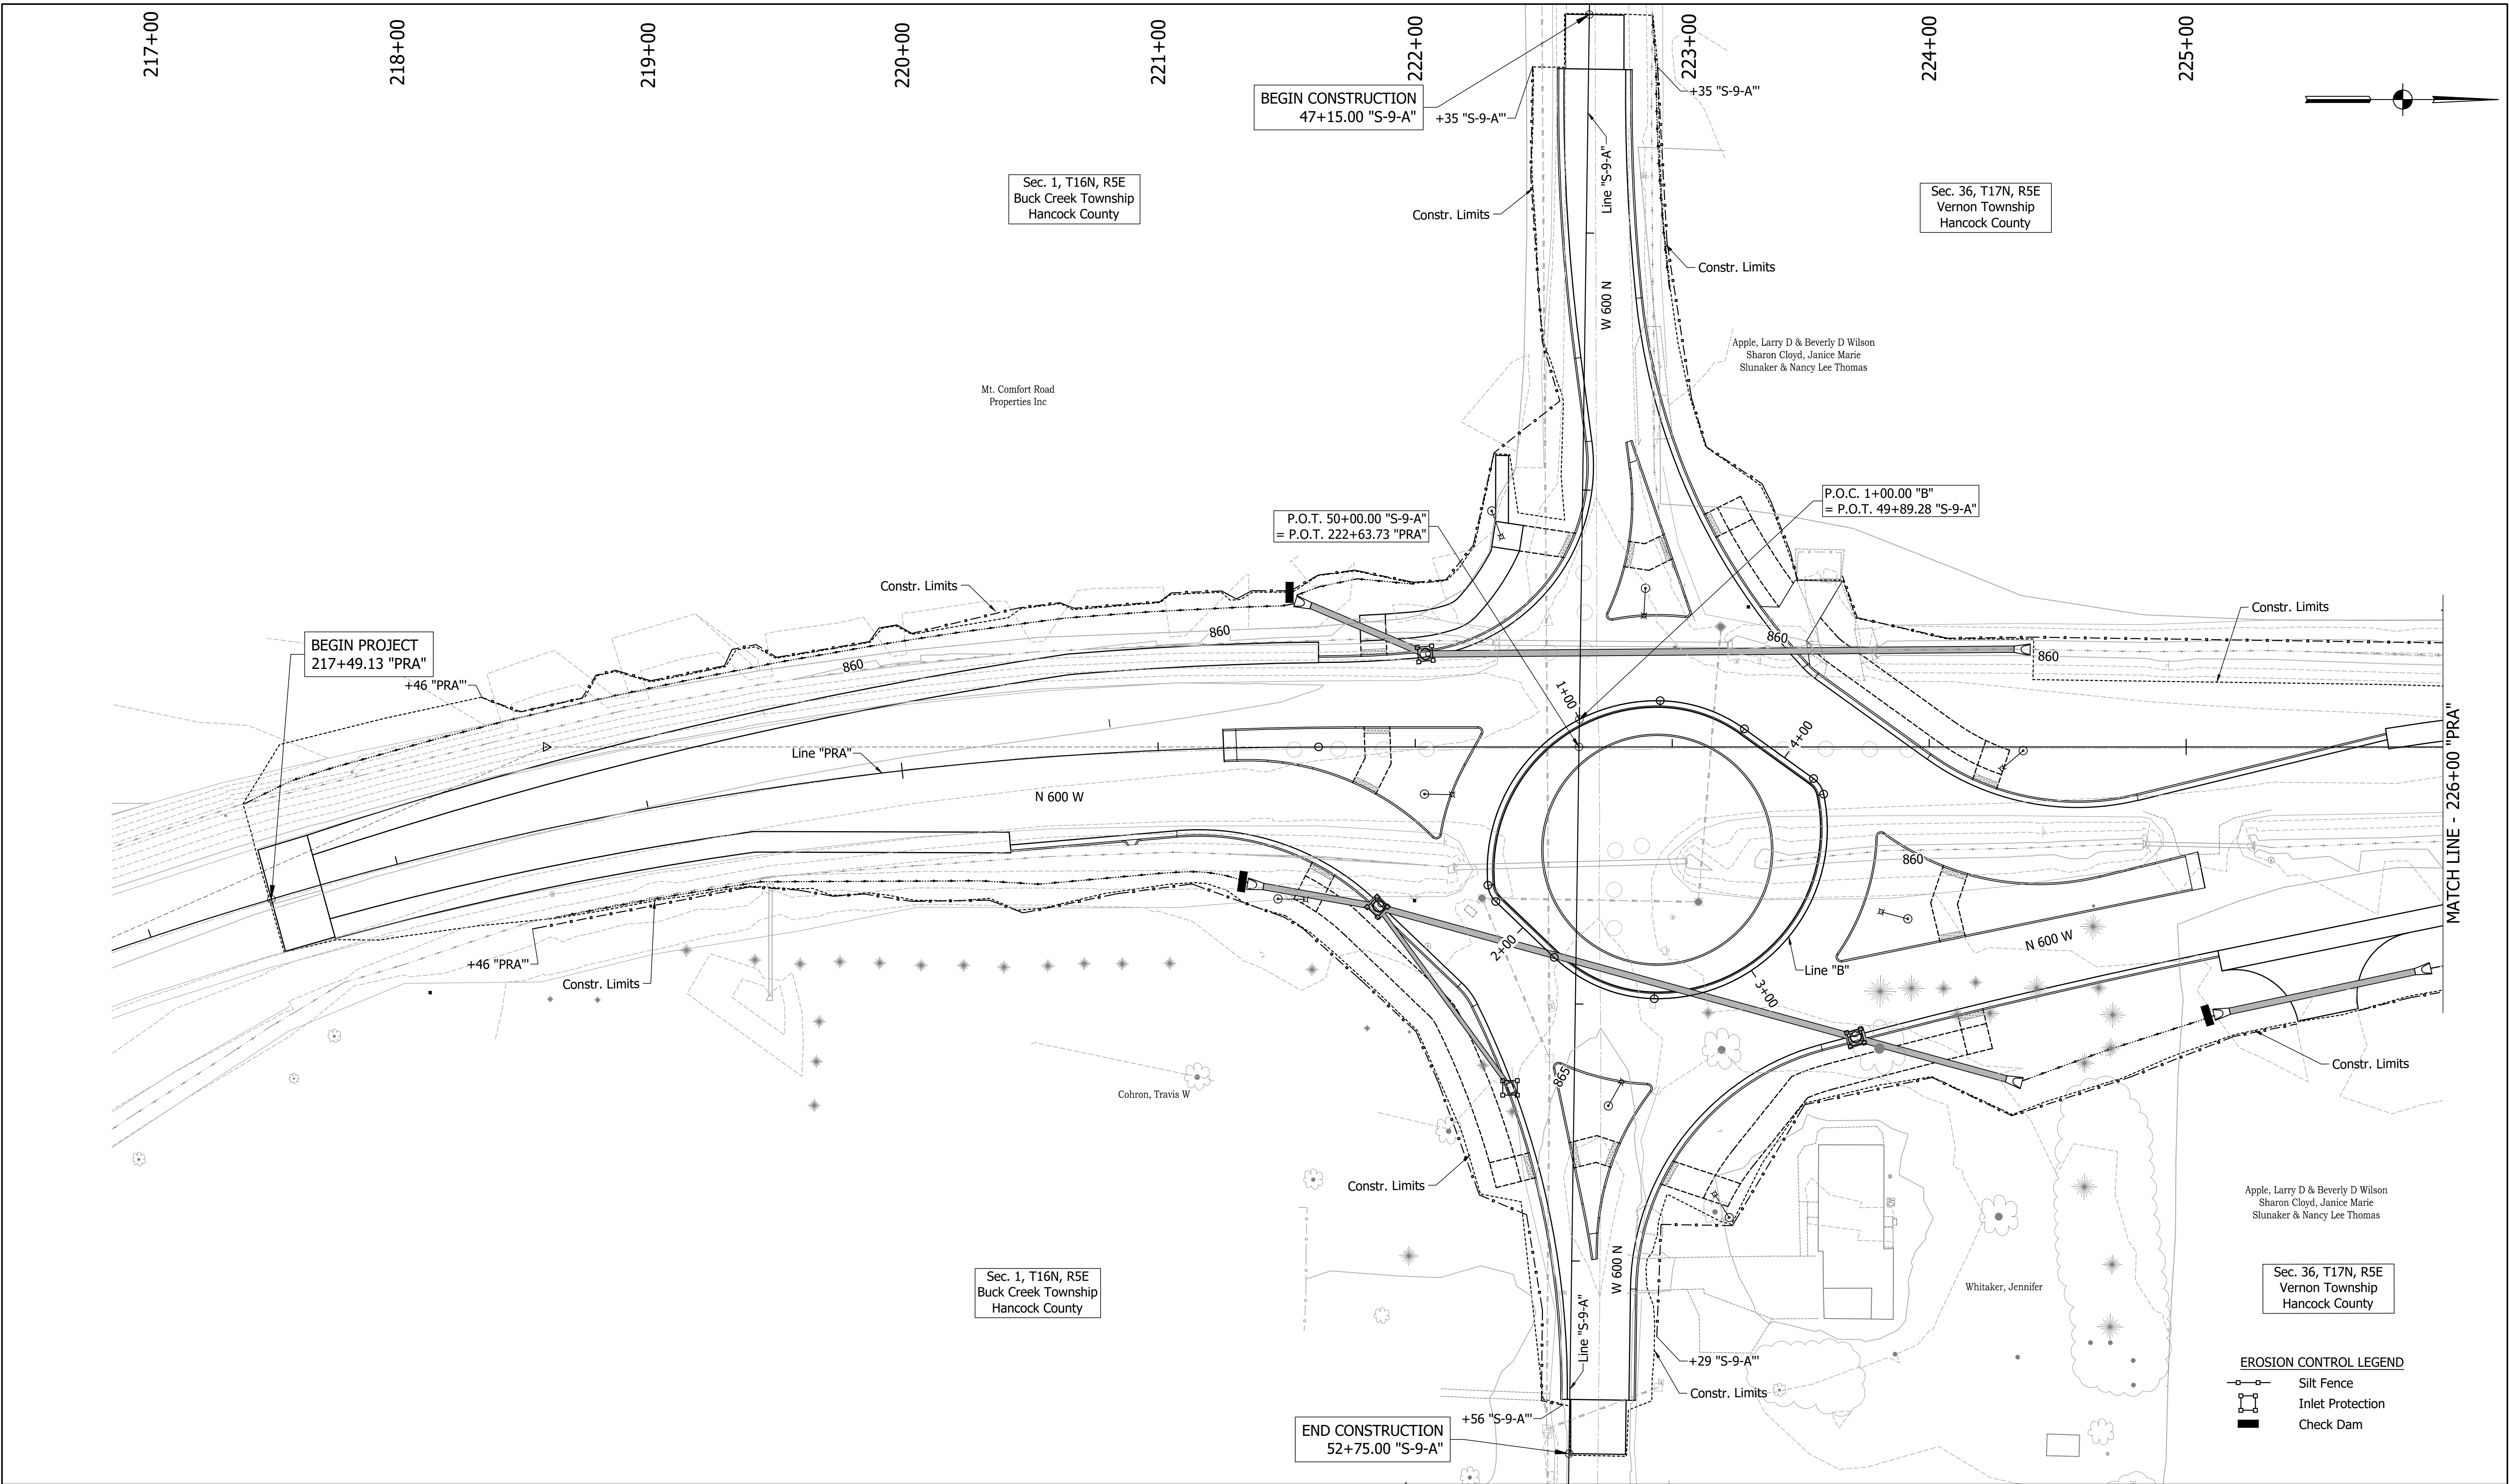 217+00
218+00
219+00
220+00
221+00
222+00
223+00
224+00
225+00
BEGIN CONSTRUCTION
47+15.00 "S-9-A"
+35 "S-9-A"'
+35 "S-9-A"'
Line "S-9-A"
W 600 N
Sec. 1, T16N, R5E
Buck Creek Township
Hancock County
Constr. Limits
Constr. Limits
Sec. 36, T17N, R5E
Vernon Township
Hancock County
Apple, Larry D & Beverly D Wilson
Sharon Cloyd, Janice Marie
Slunaker & Nancy Lee Thomas
Mt. Comfort Road
Properties Inc
P.O.T. 50+00.00 "S-9-A"
= P.O.T. 222+63.73 "PRA"
P.O.C. 1+00.00 "B"
= P.O.T. 49+89.28 "S-9-A"
Constr. Limits
Constr. Limits
BEGIN PROJECT
217+49.13 "PRA"
+46 "PRA"'
860
860
860
860
1+00
4+00
Line "PRA"
N 600 W
MATCH LINE - 226+00 "PRA"
860
2+00
3+00
Line "B"
N 600 W
+46 "PRA"'
Constr. Limits
Constr. Limits
865
Cohron, Travis W
Constr. Limits
Apple, Larry D & Beverly D Wilson
Sharon Cloyd, Janice Marie
Slunaker & Nancy Lee Thomas
Sec. 1, T16N, R5E
Buck Creek Township
Hancock County
W 600 N
Line "S-9-A"
Whitaker, Jennifer
Sec. 36, T17N, R5E
Vernon Township
Hancock County
+29 "S-9-A"'
Constr. Limits
+56 "S-9-A"'
END CONSTRUCTION
52+75.00 "S-9-A"
EROSION CONTROL LEGEND
Silt Fence
Inlet Protection
Check Dam